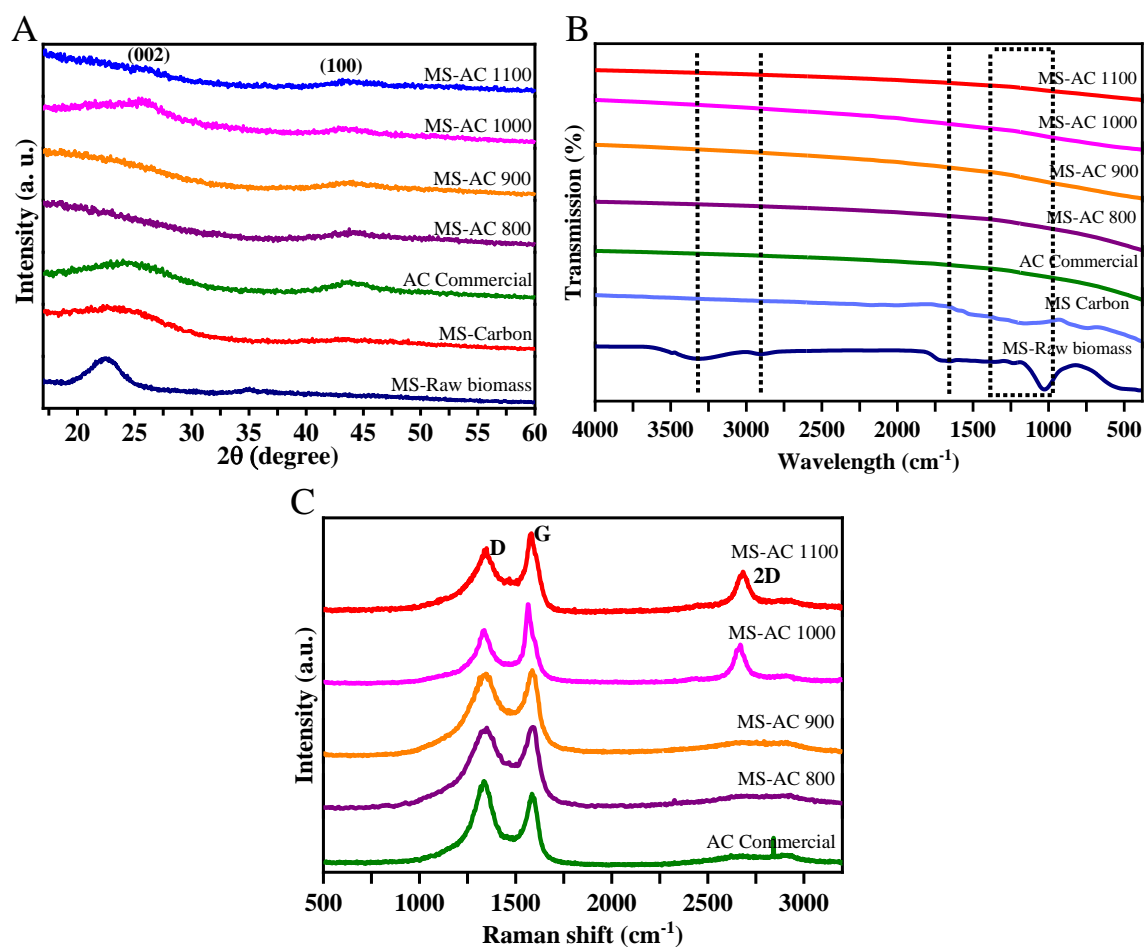 A
(002)
(100)
MS-AC 1100
MS-AC 1000
MS-AC 900
MS-AC 800
AC Commercial
MS-Carbon
MS-Raw biomass
Intensity (a. u.)
20 25 30 35 40 45 50 55 60
2θ (degree)
B
MS-AC 1100
MS-AC 1000
MS-AC 900
MS-AC 800
AC Commercial
MS Carbon
MS-Raw biomass
Transmission (%)
4000 3500 3000 2500 2000 1500 1000 500
Wavelength (cm-1)
C
D
G
2D
MS-AC 1100
MS-AC 1000
MS-AC 900
MS-AC 800
AC Commercial
Intensity (a.u.)
500 1000 1500 2000 2500 3000
Raman shift (cm-1)